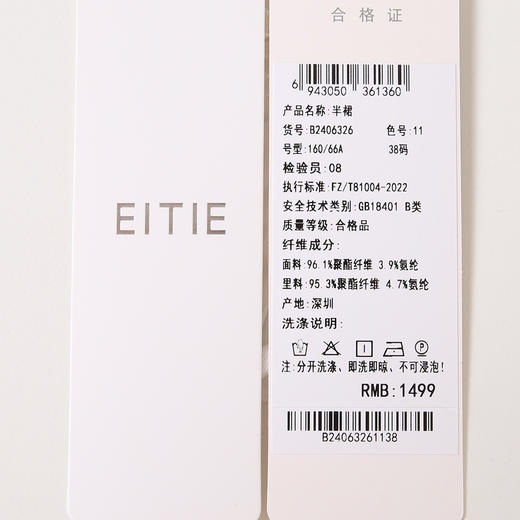 EITIE
合格证
6 943050 361360
产品名称:半裙
货号:B2406326 色号:11
号型:160/66A 38码
检验员:08
执行标准:FZ/T81004-2022
安全技术类别:GB18401 B类
质量等级:合格品
纤维成分:
面料:96.1%聚酯纤维 3.9%氨纶
里料:95.3%聚酯纤维 4.7%氨纶
产地:深圳
洗涤说明:
注:分开洗涤、即洗即晾、不可浸泡!
RMB:1499
B24063261138